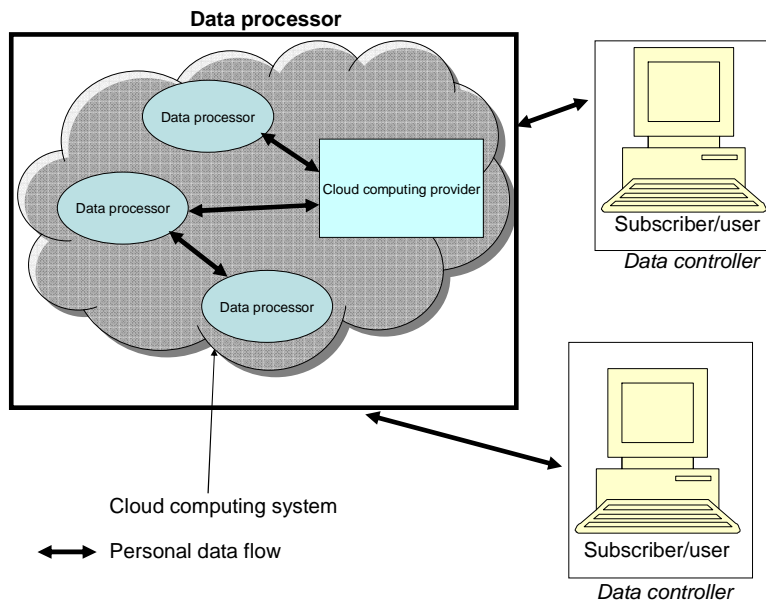 Data processor
Data processor
Cloud computing provider
Data processor
Data processor
Subscriber/user
Data controller
Subscriber/user
Data controller
Cloud computing system
Personal data flow